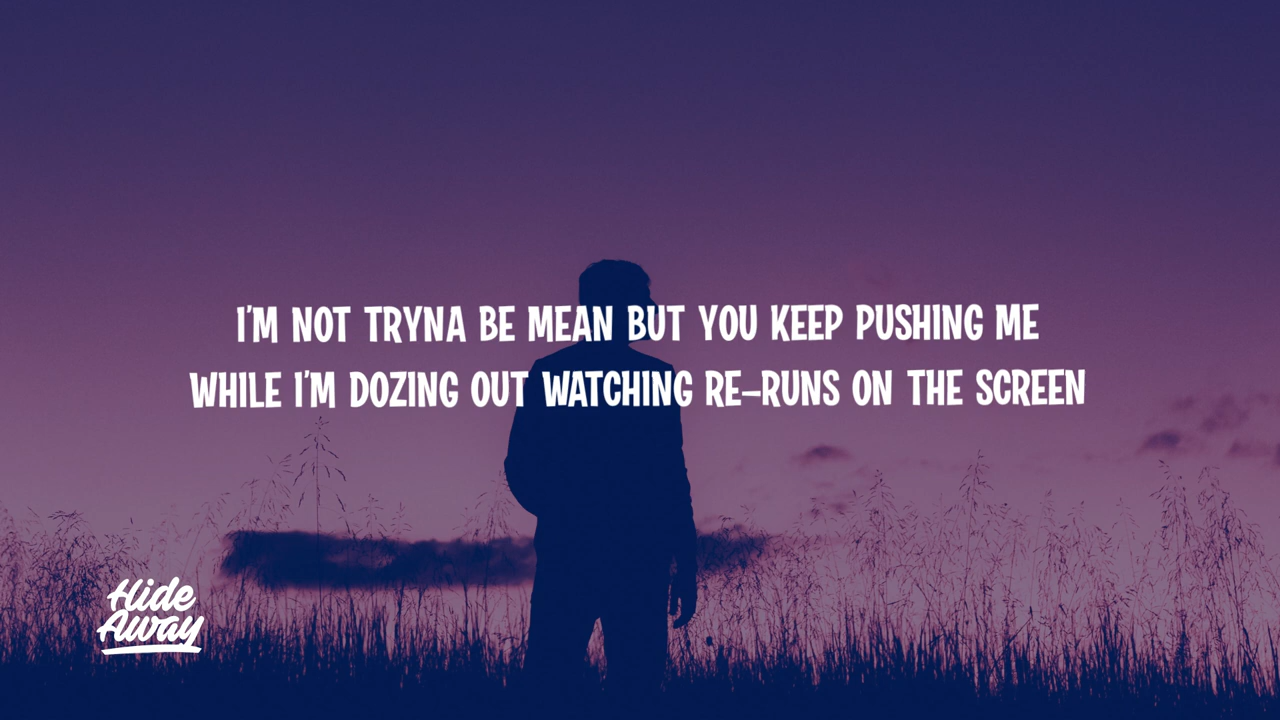 I'M NOT TRYNA BE MEAN BUT YOU KEEP PUSHING ME
WHILE I'M DOZING OUT WATCHING RE-RUNS ON THE SCREEN
Hide
Away